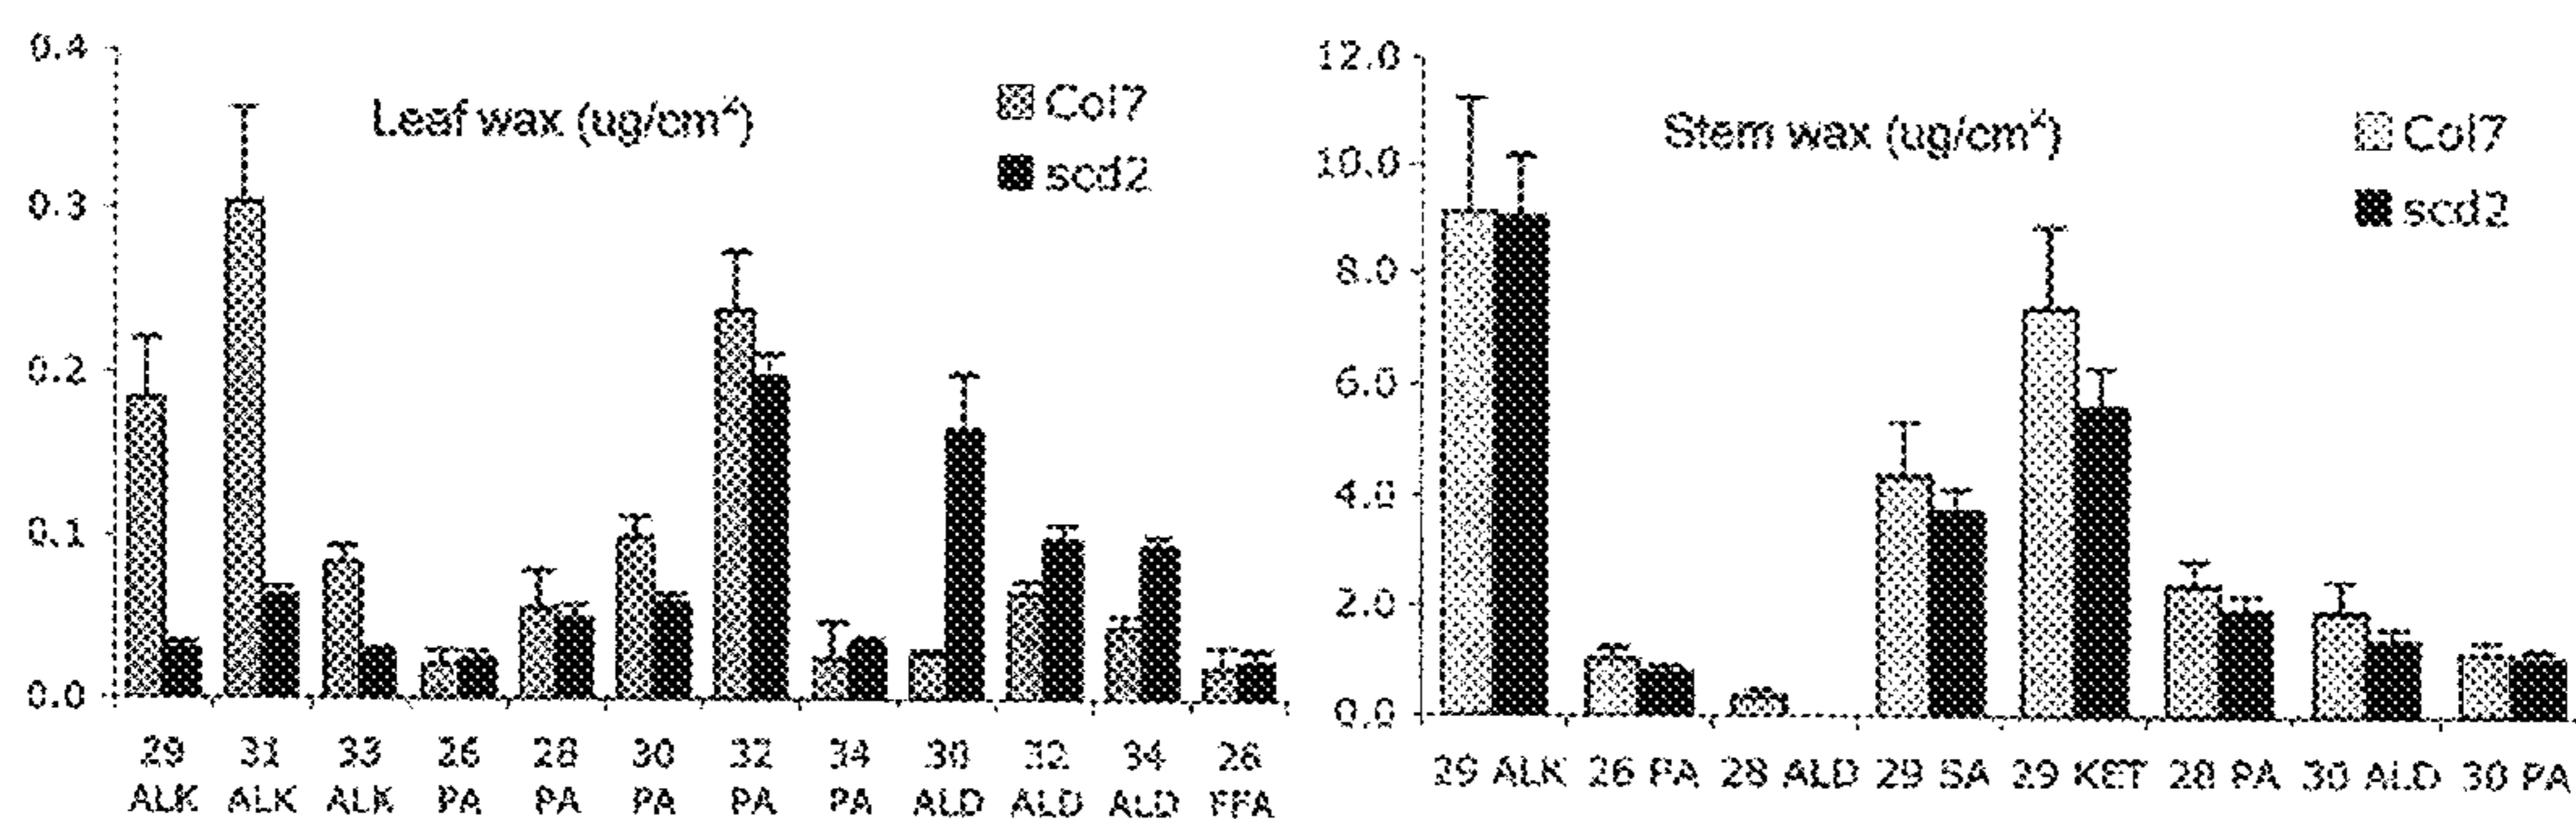 Leaf wax (ug/cm²)
Col7
scd2
0.4
0.3
0.2
0.1
0.0
29 31 33 26 28 30 32 34 30 32 34 26
ALK ALK ALK PA PA PA PA PA ALD ALD ALD FFA
Stem wax (ug/cm²)
Col7
scd2
12.0
10.0
8.0
6.0
4.0
2.0
0.0
29 ALK 26 PA 28 ALD 29 SA 29 KET 28 PA 30 ALD 30 PA